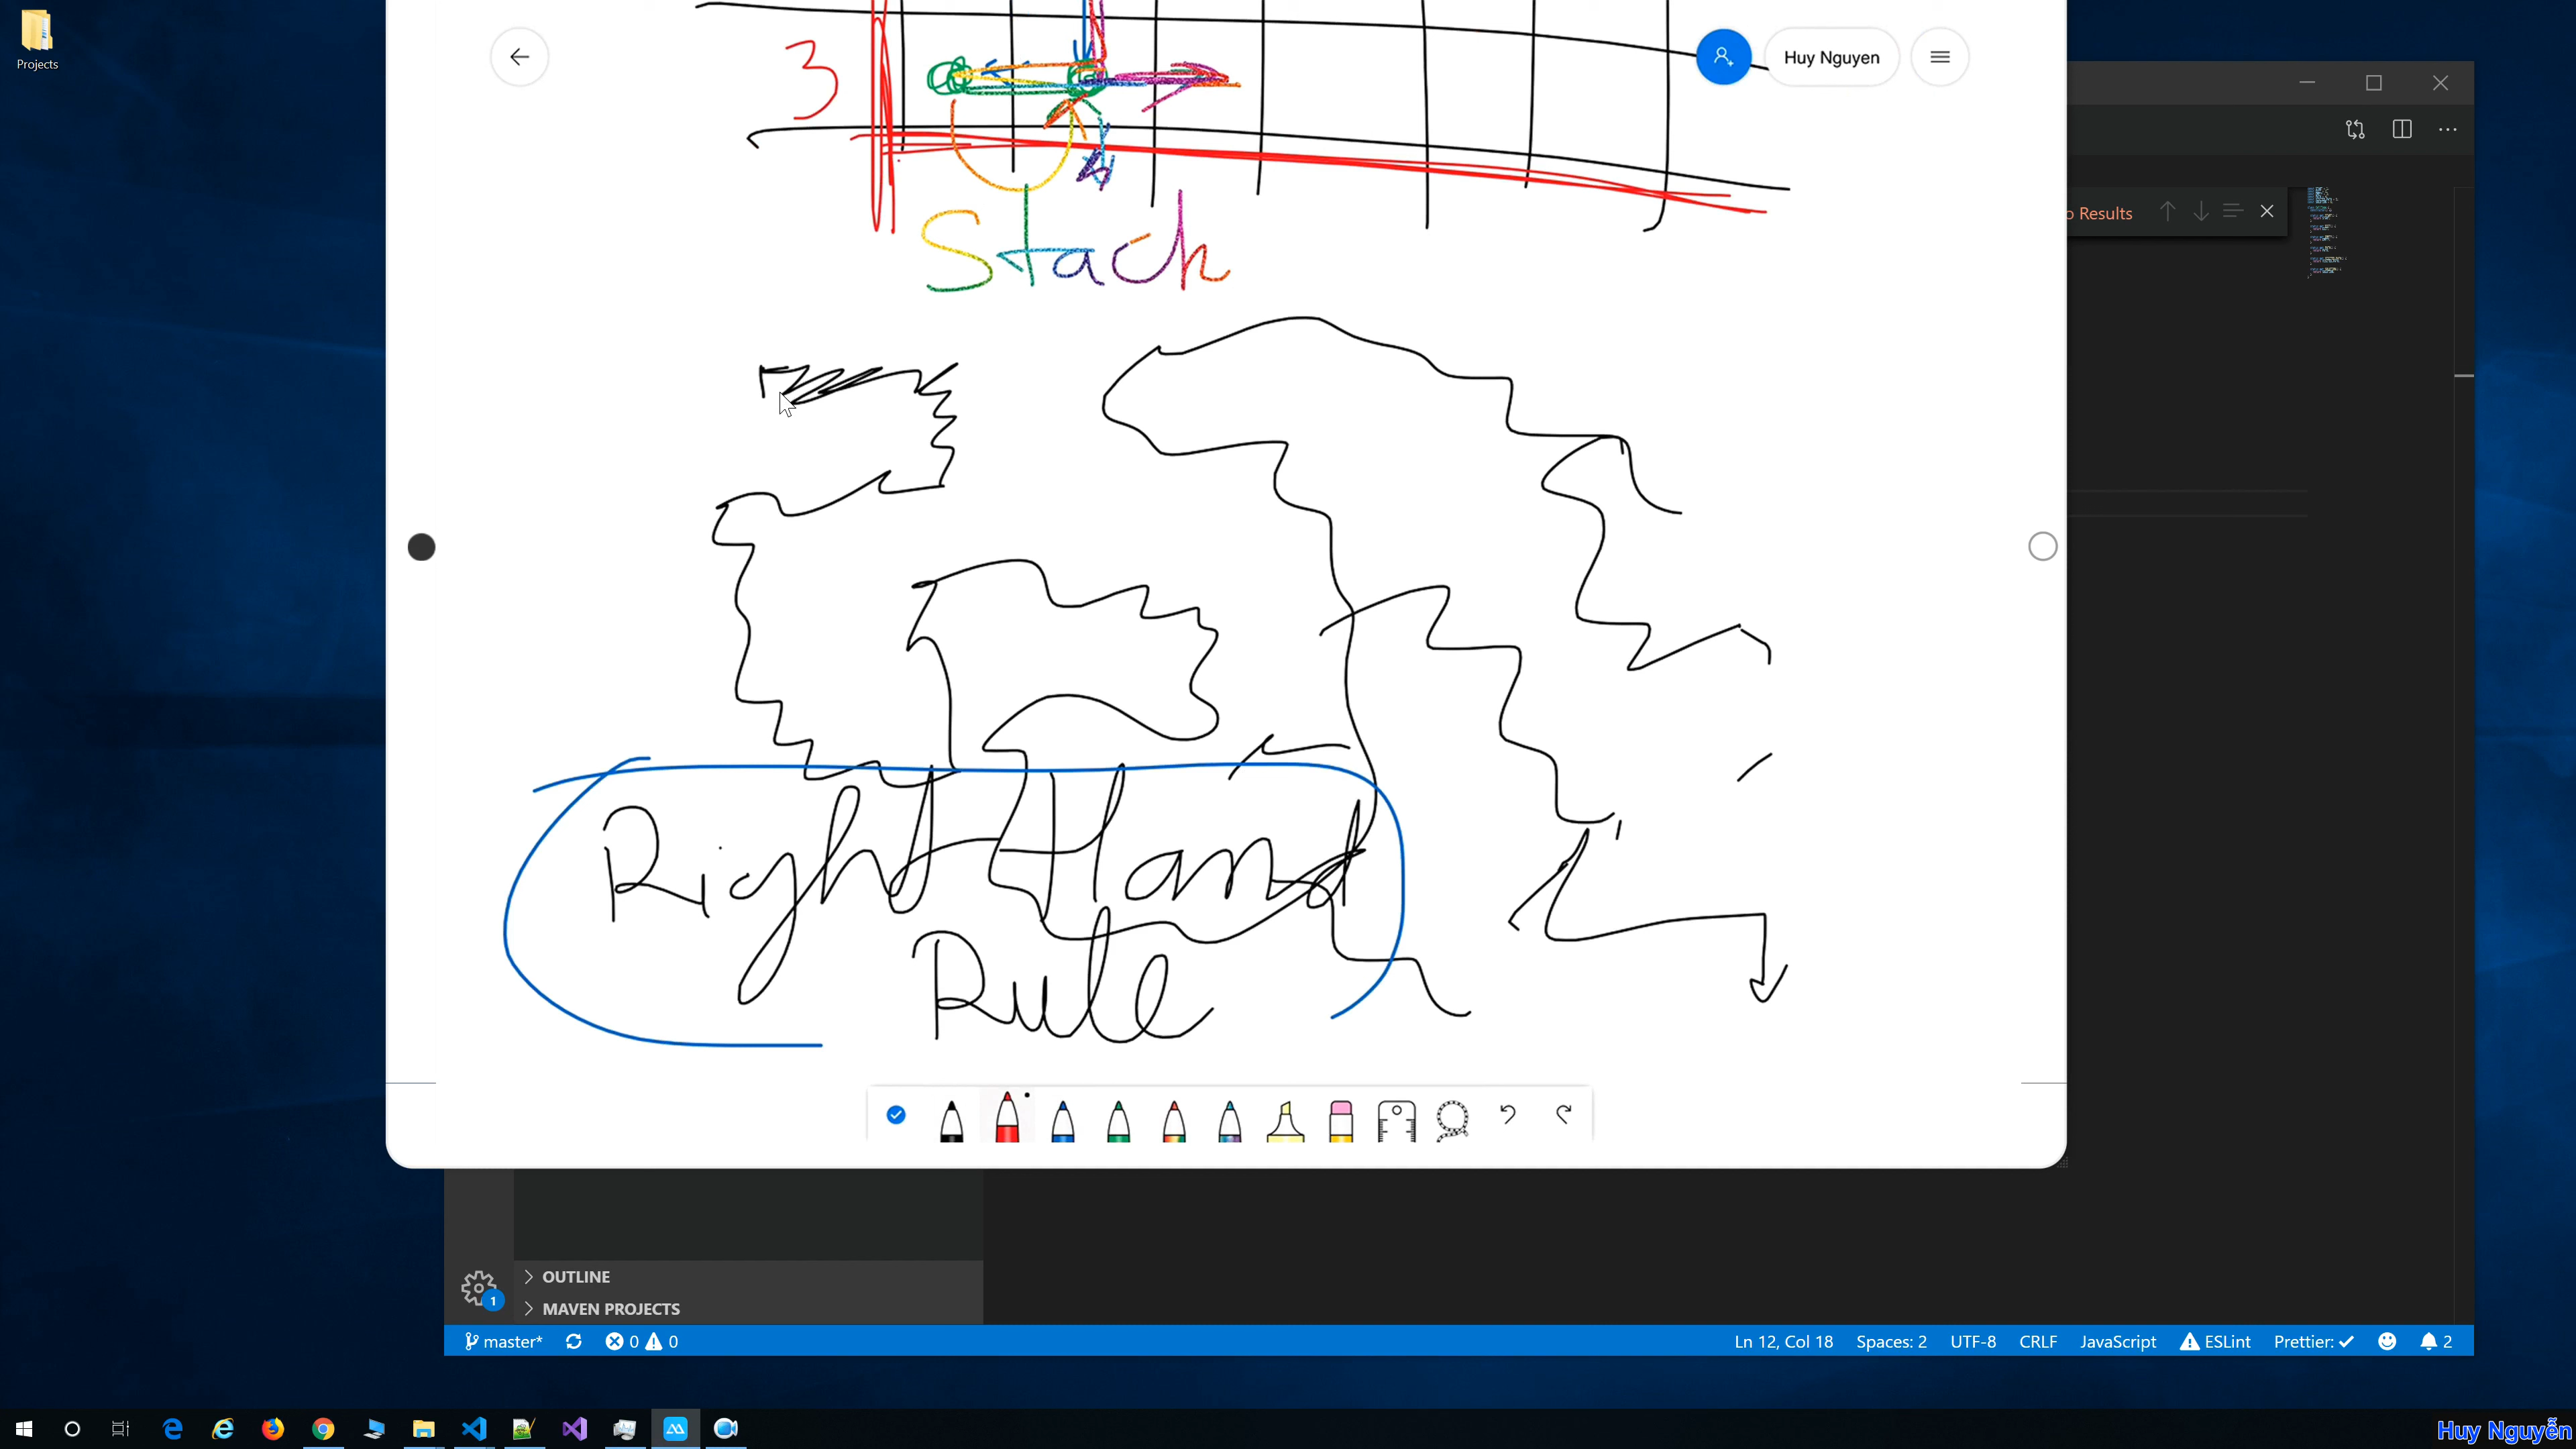 Projects
3
Huy Nguyen
Results
Stack
Right Hand
Rule
OUTLINE
MAVEN PROJECTS
1
master*
0
0
Ln 12, Col 18
Spaces: 2
UTF-8
CRLF
JavaScript
ESLint
Prettier:
2
Huy Nguyễn